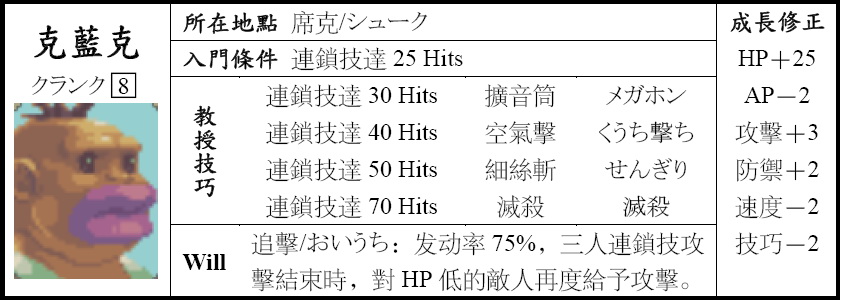 克藍克
クランク 8
所在地點 席克/シューク
入門條件 連鎖技達 25 Hits
教授技巧
連鎖技達 30 Hits 擴音筒 メガホン
連鎖技達 40 Hits 空氣擊 くうち撃ち
連鎖技達 50 Hits 細絲斬 せんぎり
連鎖技達 70 Hits 滅殺 滅殺
Will
追擊/おいうち：发动率 75%，三人連鎖技攻
擊結束時，對 HP 低的敵人再度給予攻擊。
成長修正
HP＋25
AP－2
攻擊＋3
防禦＋2
速度－2
技巧－2